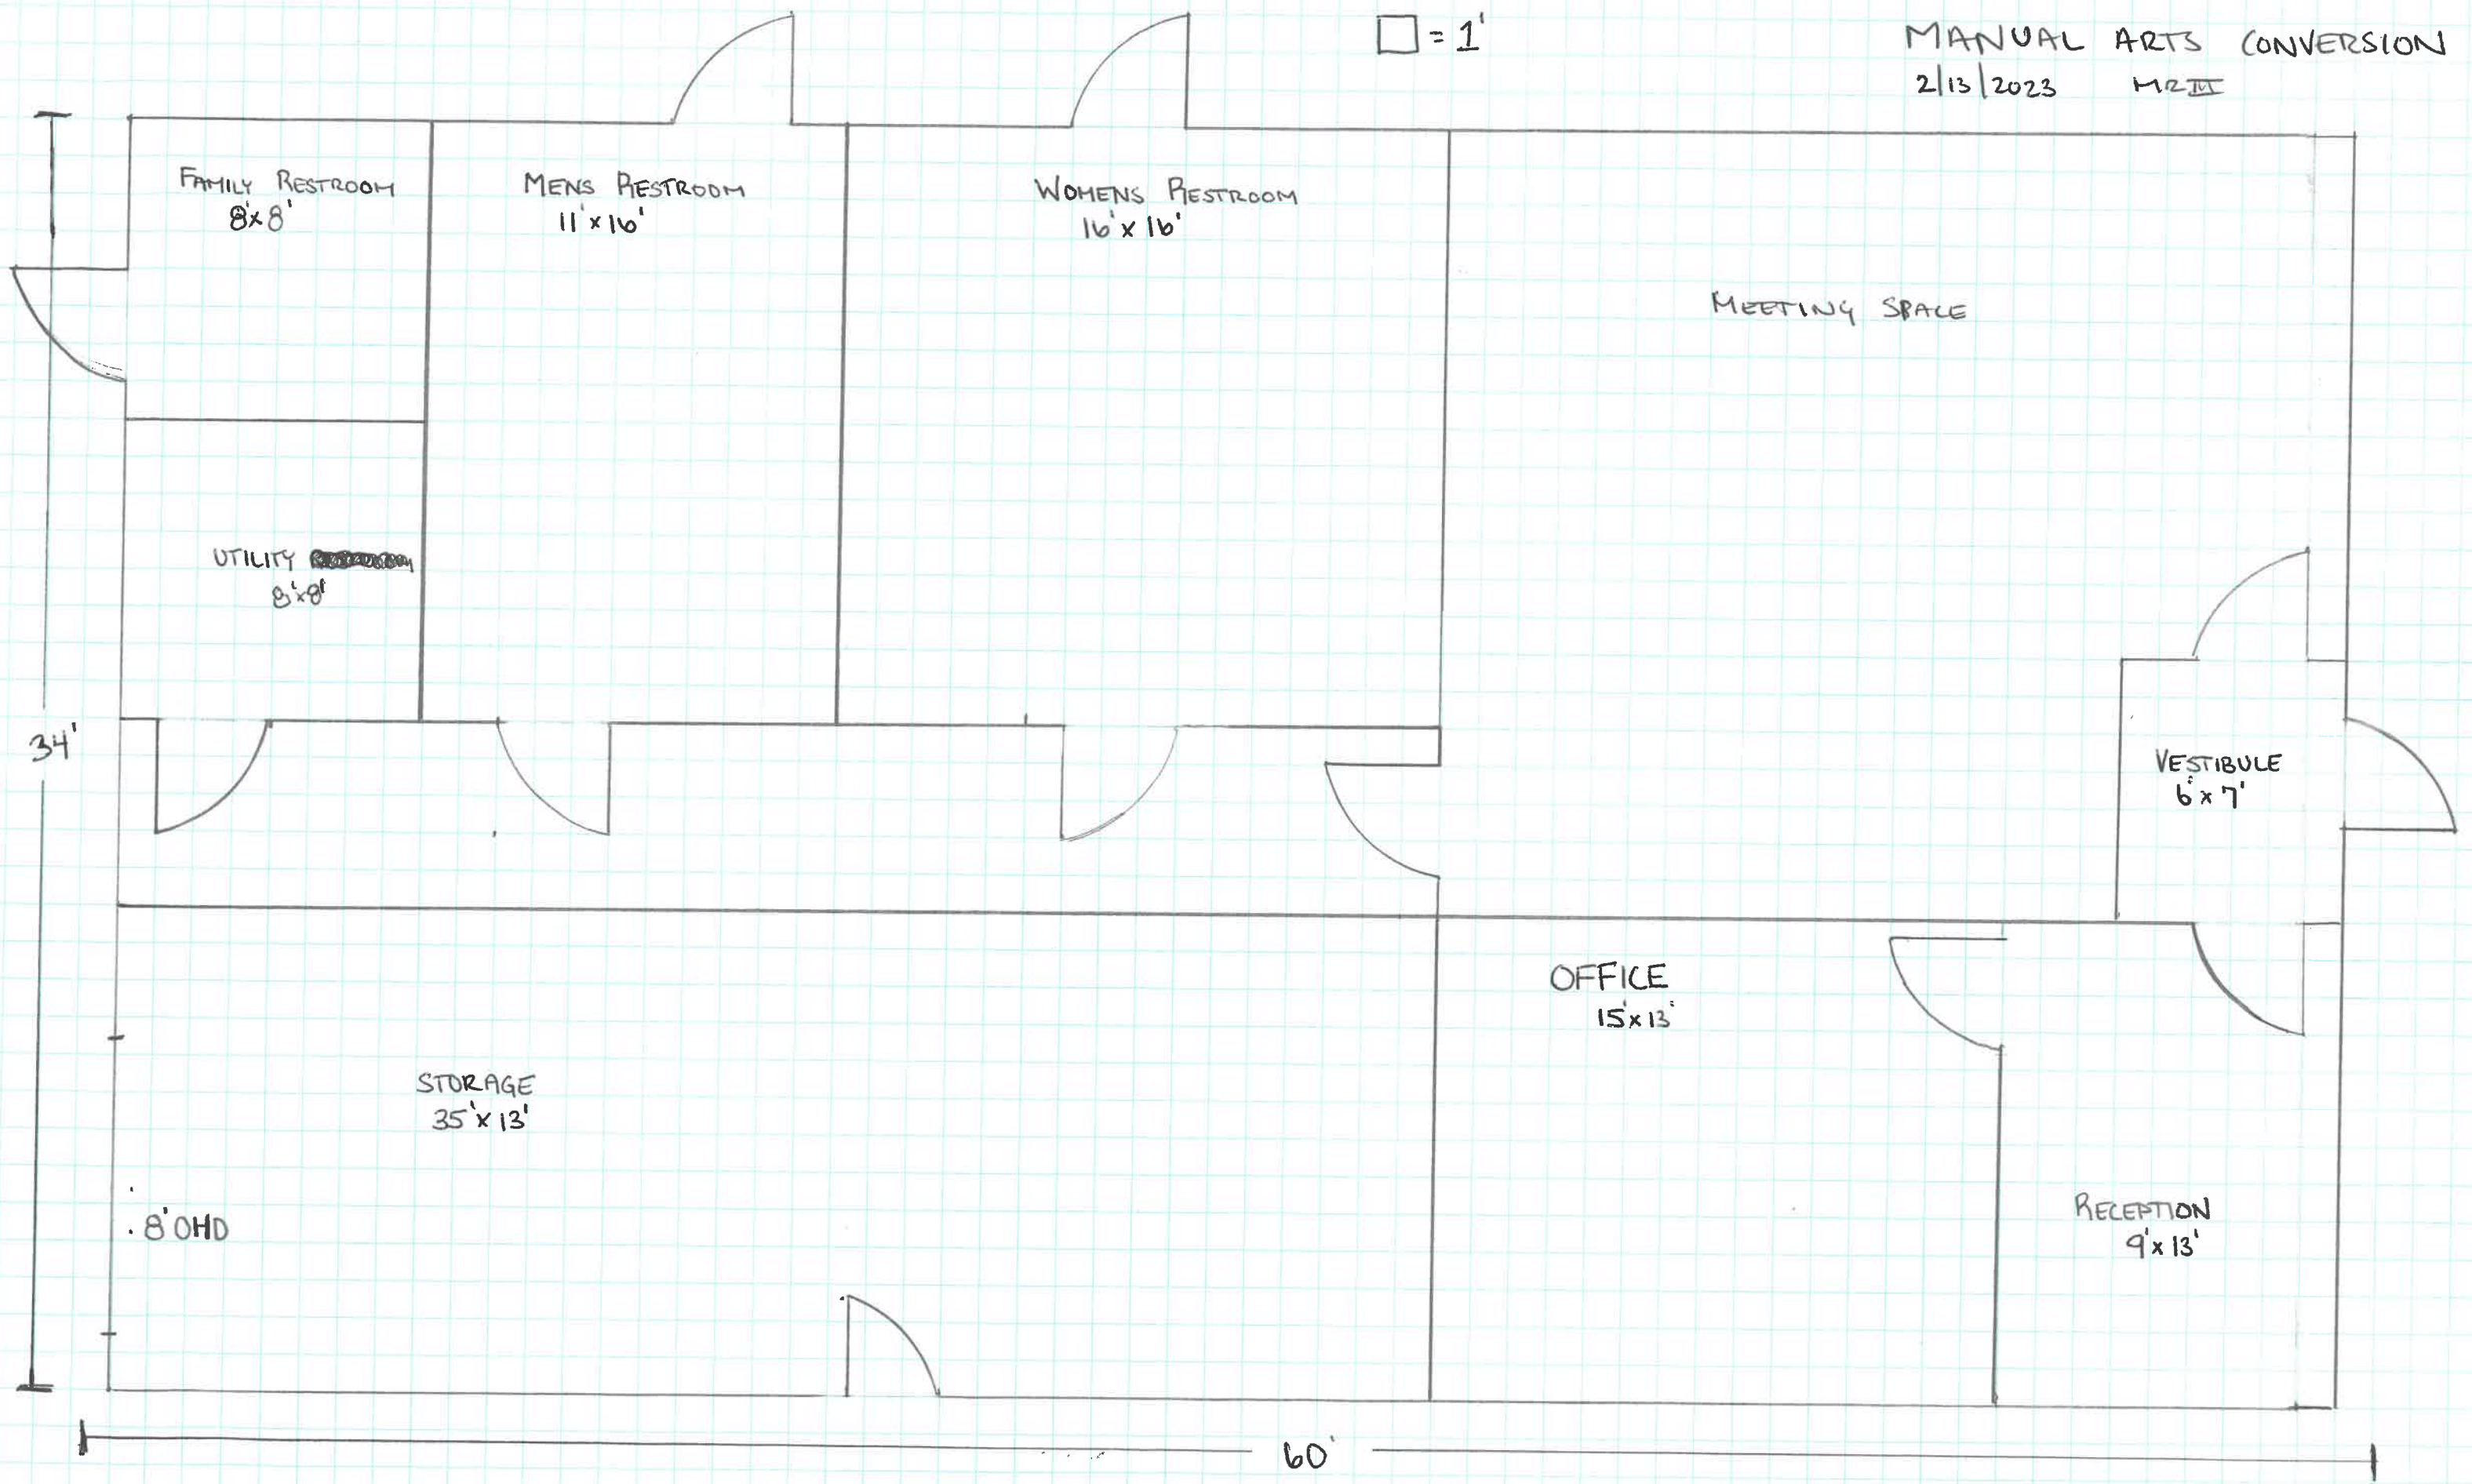 = 1'
MANUAL ARTS CONVERSION
2/13/2023 MRIII
FAMILY RESTROOM
8'x8'
MENS RESTROOM
11'x16'
WOMENS RESTROOM
16'x16'
MEETING SPACE
UTILITY
8'x8'
34'
VESTIBULE
6'x7'
OFFICE
15'x13'
STORAGE
35'x13'
8'OHD
RECEPTION
9'x13'
60'